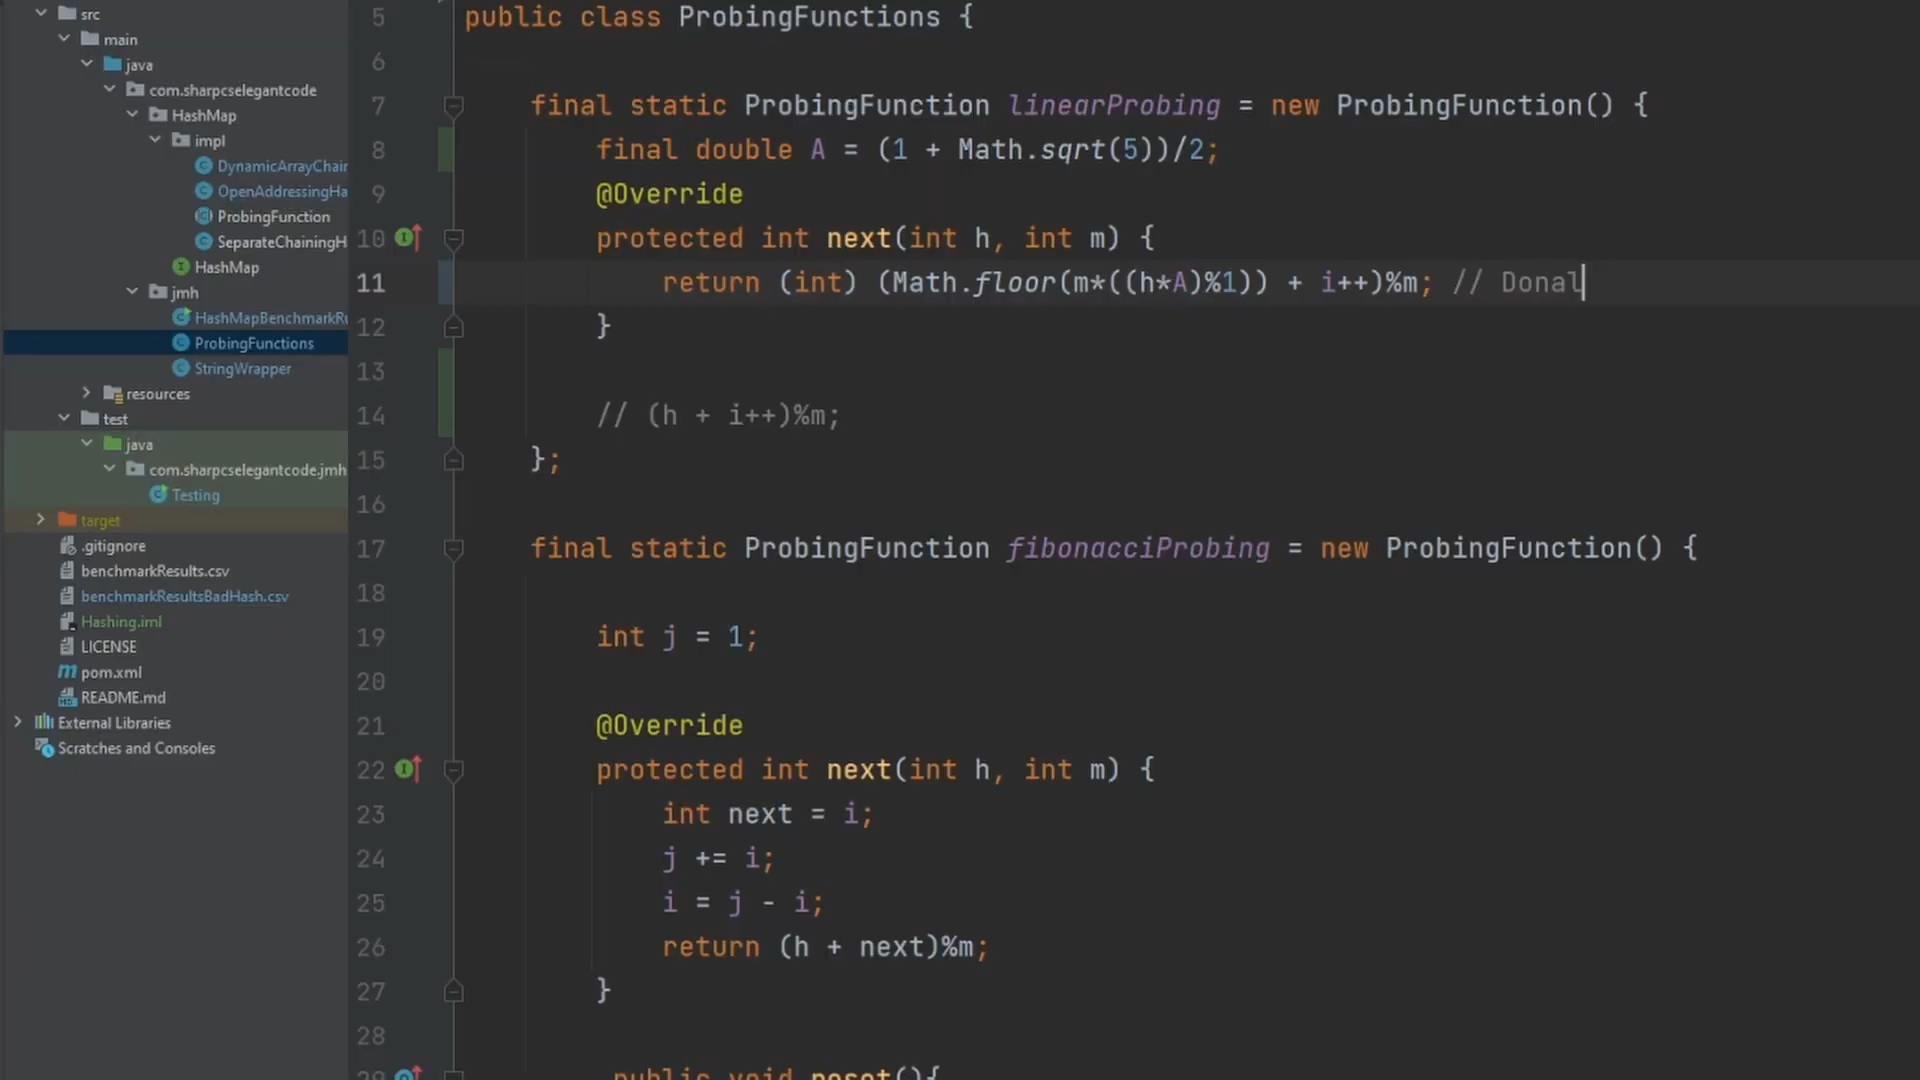 src
main
java
com.sharpcselegantcode
HashMap
impl
DynamicArrayChain
OpenAddressingHa
ProbingFunction
SeparateChainingH
HashMap
jmh
HashMapBenchmarkRu
ProbingFunctions
StringWrapper
resources
test
java
com.sharpcselegantcode.jmh
Testing
target
.gitignore
benchmarkResults.csv
benchmarkResultsBadHash.csv
Hashing.iml
LICENSE
pom.xml
README.md
External Libraries
Scratches and Consoles
5 public class ProbingFunctions {
6
7 final static ProbingFunction linearProbing = new ProbingFunction() {
8 final double A = (1 + Math.sqrt(5))/2;
9 @Override
10 protected int next(int h, int m) {
11 return (int) (Math.floor(m*((h*A)%1)) + i++)%m; // Donal
12 }
13
14 // (h + i++)%m;
15 };
16
17 final static ProbingFunction fibonacciProbing = new ProbingFunction() {
18
19 int j = 1;
20
21 @Override
22 protected int next(int h, int m) {
23 int next = i;
24 j += i;
25 i = j - i;
26 return (h + next)%m;
27 }
28
29 public void reset(){